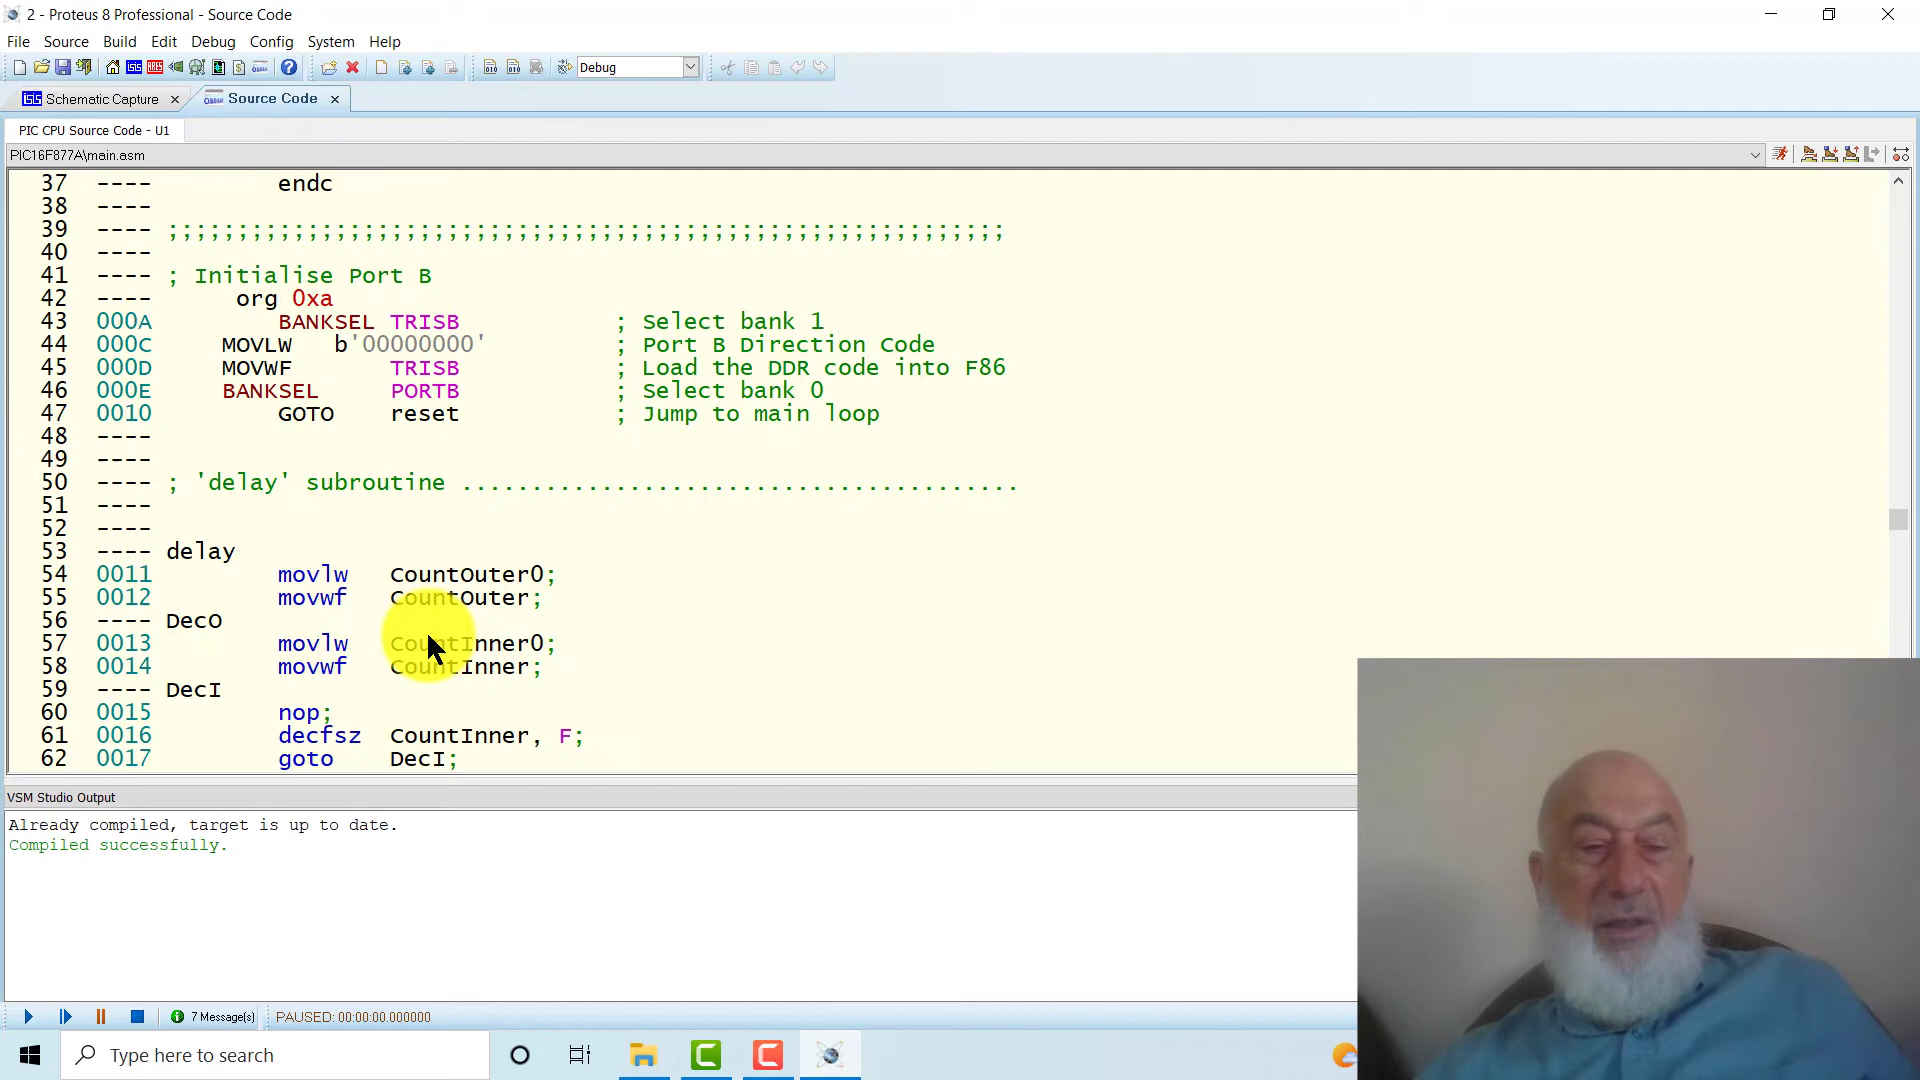 2 - Proteus 8 Professional - Source Code
File Source Build Edit Debug Config System Help
Debug
Schematic Capture
Source Code
PIC CPU Source Code - U1
PIC16F877A\main.asm
37 ---- endc
38 ----
39 ---- ;;;;;;;;;;;;;;;;;;;;;;;;;;;;;;;;;;;;;;;;;;;;;;;;;;;;;;;;;;;;
40 ----
41 ---- ; Initialise Port B
42 ---- org 0xa
43 000A BANKSEL TRISB ; Select bank 1
44 000C MOVLW b'00000000' ; Port B Direction Code
45 000D MOVWF TRISB ; Load the DDR code into F86
46 000E BANKSEL PORTB ; Select bank 0
47 0010 GOTO reset ; Jump to main loop
48 ----
49 ----
50 ---- ; 'delay' subroutine ........................................
51 ----
52 ----
53 ---- delay
54 0011 movlw CountOuter0;
55 0012 movwf CountOuter;
56 ---- DecO
57 0013 movlw CountInner0;
58 0014 movwf CountInner;
59 ---- DecI
60 0015 nop;
61 0016 decfsz CountInner, F;
62 0017 goto DecI;
VSM Studio Output
Already compiled, target is up to date.
Compiled successfully.
7 Message(s)
PAUSED: 00:00:00.000000
Type here to search